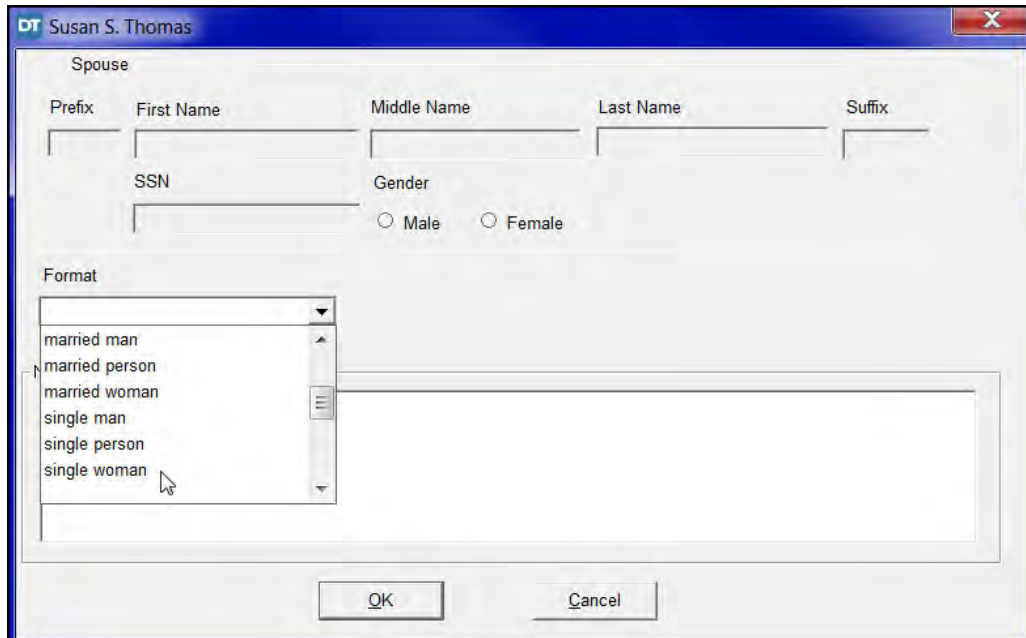 DT Susan S. Thomas X
Spouse
Prefix First Name Middle Name Last Name Suffix
SSN Gender
Male Female
Format
married man
married person
married woman
single man
single person
single woman
OK Cancel